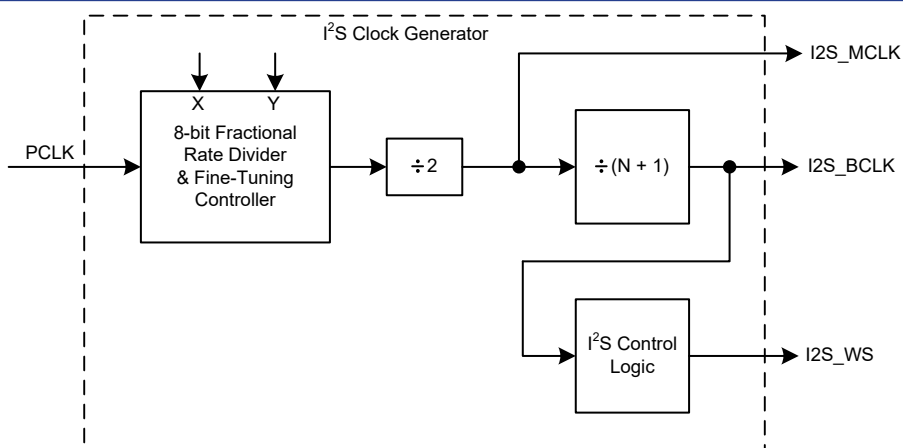 I²S Clock Generator
I2S_MCLK
X Y
8-bit Fractional
Rate Divider
& Fine-Tuning
Controller
PCLK
÷2
÷(N + 1)
I2S_BCLK
I²S Control
Logic
I2S_WS